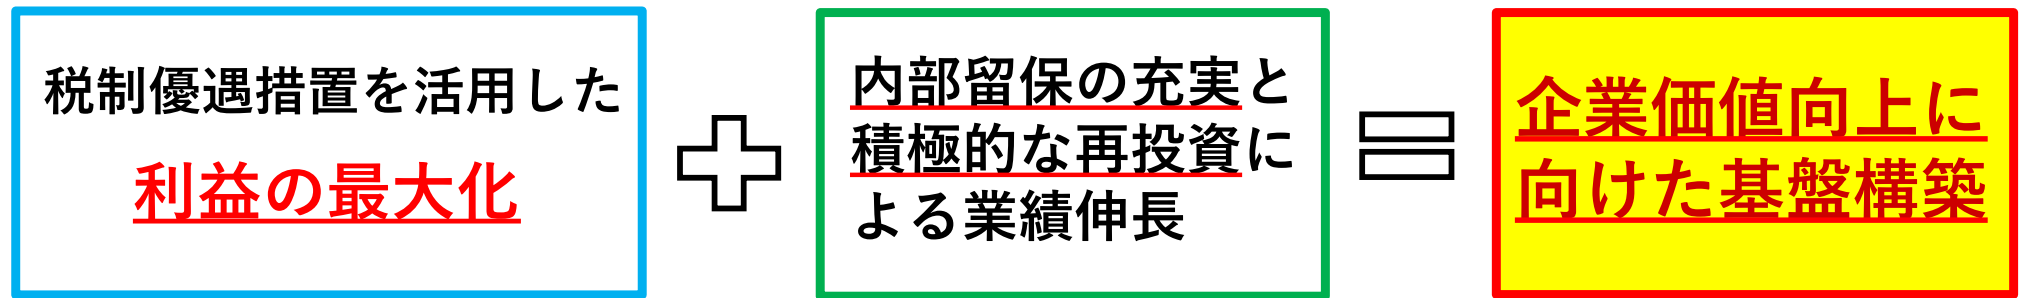 税制優遇措置を活用した
利益の最大化
内部留保の充実と
積極的な再投資に
よる業績伸長
企業価値向上に
向けた基盤構築